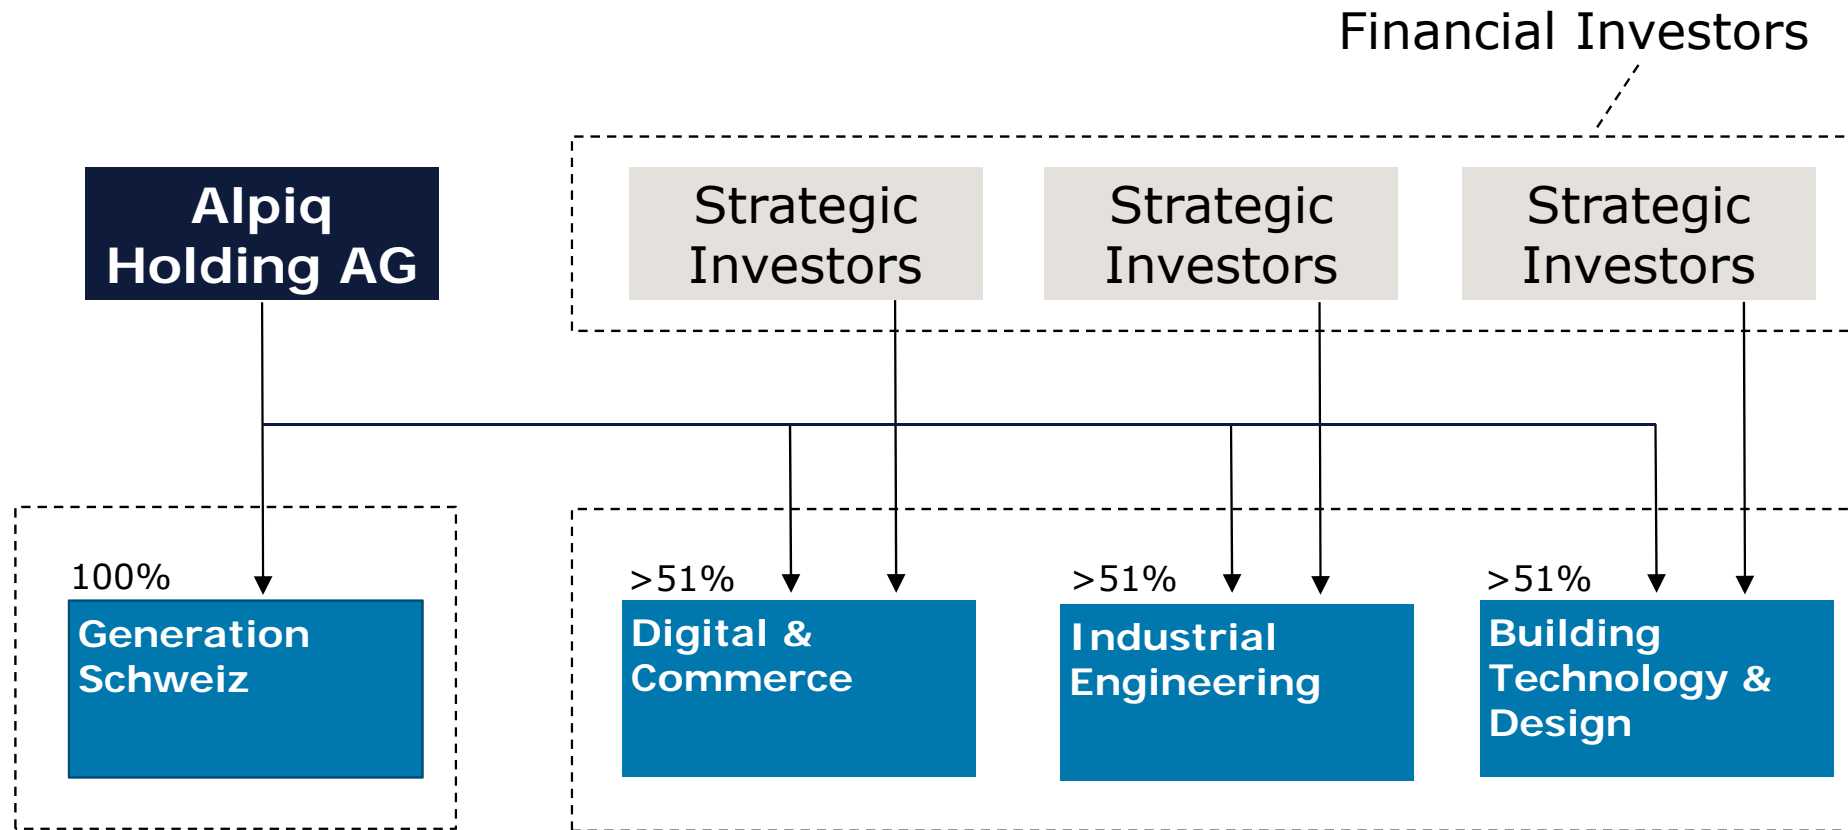 Financial Investors
Alpiq
Holding AG
Strategic
Investors
Strategic
Investors
Strategic
Investors
100%
Generation
Schweiz
>51%
Digital &
Commerce
>51%
Industrial
Engineering
>51%
Building
Technology &
Design